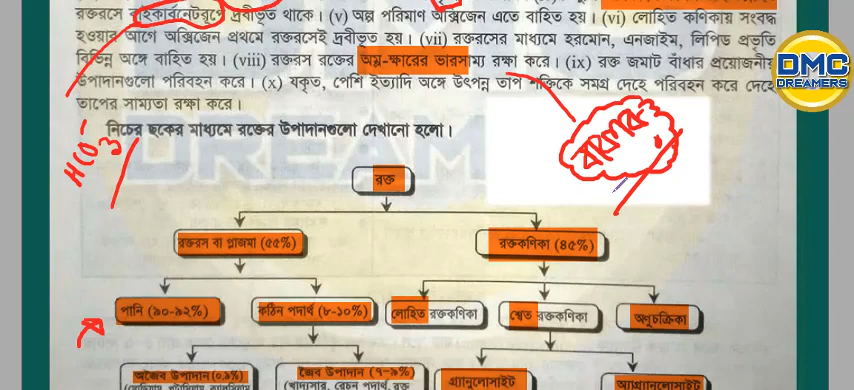 রক্তরসে বাইকার্বনেটরূপে দ্রবীভূত থাকে। (v) অল্প পরিমাণ অক্সিজেন এতে বাহিত হয়। (vi) লোহিত কণিকায় সংবদ্ধ
হওয়ার আগে অক্সিজেন প্রথমে রক্তরসেই দ্রবীভূত হয়। (vii) রক্তরসের মাধ্যমে হরমোন, এনজাইম, লিপিড প্রভৃতি
বিভিন্ন অঙ্গে বাহিত হয়। (viii) রক্তরস রক্তের অম্ল-ক্ষারের ভারসাম্য রক্ষা করে। (ix) রক্ত জমাট বাঁধার প্রয়োজনীয়
উপাদানগুলো পরিবহন করে। (x) যকৃত, পেশি ইত্যাদি অঙ্গে উৎপন্ন তাপ শক্তিকে সমগ্র দেহে পরিবহন করে দেহে
তাপের সাম্যতা রক্ষা করে।
DMC
DREAMERS
নিচের ছকের মাধ্যমে রক্তের উপাদানগুলো দেখানো হলো।
HCO3-
DREAM
রক্ত
রক্তরস বা প্লাজমা (৫৫%)
রক্তকণিকা (৪৫%)
পানি (৯০-৯২%)
কঠিন পদার্থ (৮-১০%)
লোহিত রক্তকণিকা
শ্বেত রক্তকণিকা
অণুচক্রিকা
অজৈব উপাদান (০.৯%)
জৈব উপাদান (৭-৯%)
(খাদ্যসার, রেচন পদার্থ, রক্ত
গ্র্যানুলোসাইট
অ্যাগ্র্যানুলোসাইট